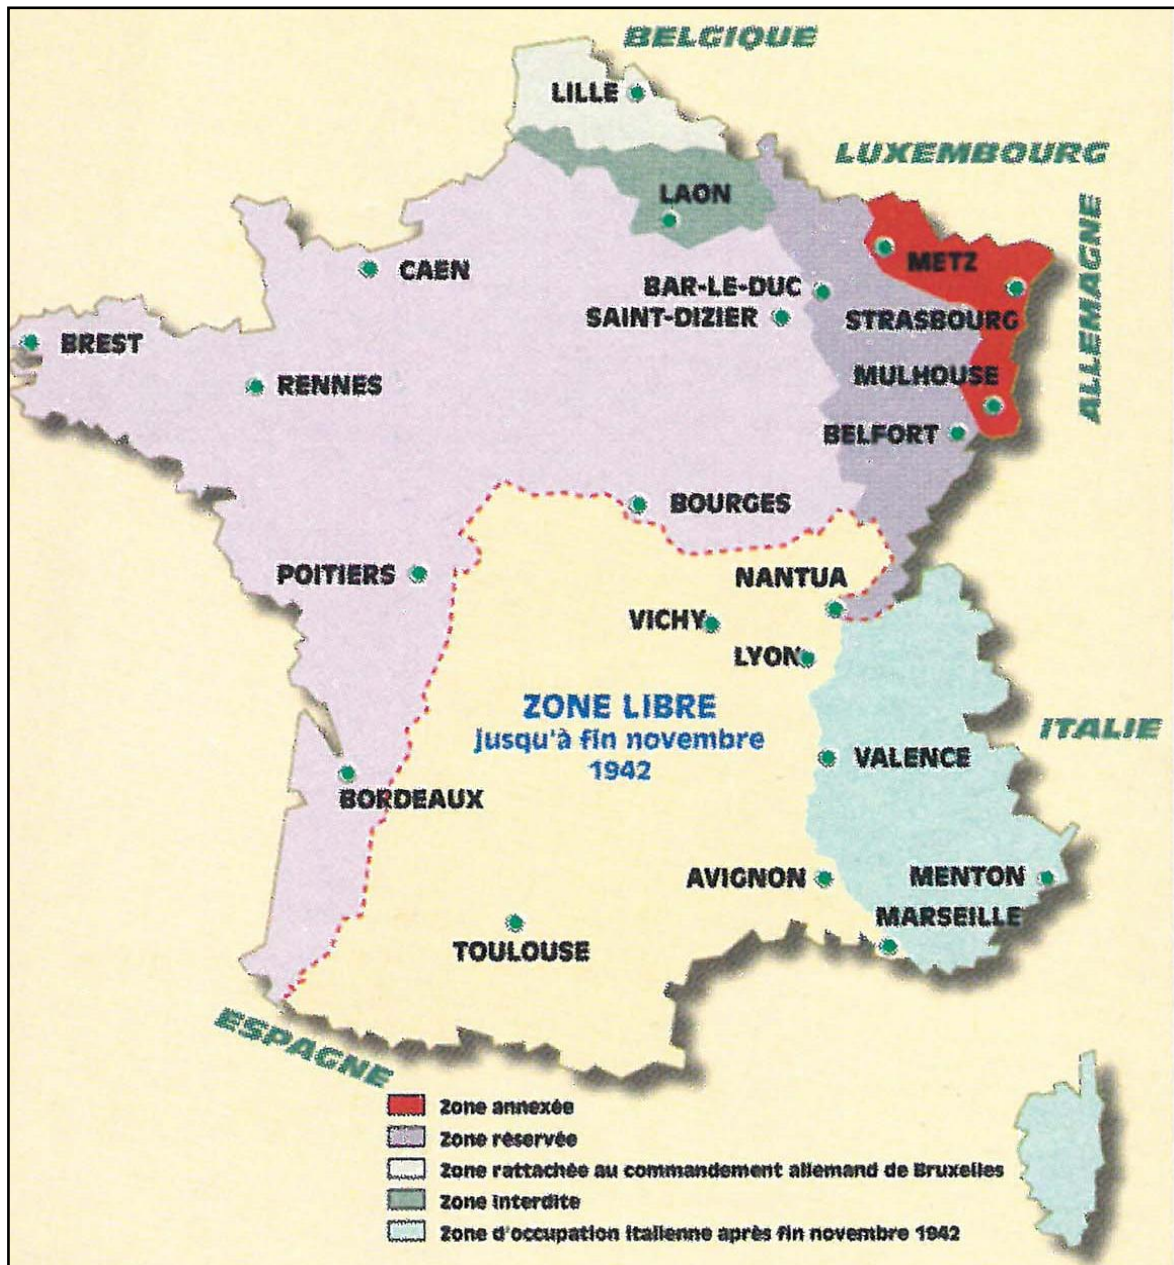 BELGIQUE
LILLE
LUXEMBOURG
ALLEMAGNE
LAON
METZ
CAEN
BAR-LE-DUC
SAINT-DIZIER
STRASBOURG
BREST
MULHOUSE
RENNES
BELFORT
BOURGES
POITIERS
NANTUA
VICHY
LYON
ZONE LIBRE
jusqu'à fin novembre
1942
ITALIE
VALENCE
BORDEAUX
AVIGNON
MENTON
MARSEILLE
TOULOUSE
ESPAGNE
Zone annexée
Zone réservée
Zone rattachée au commandement allemand de Bruxelles
Zone interdite
Zone d'occupation italienne après fin novembre 1942